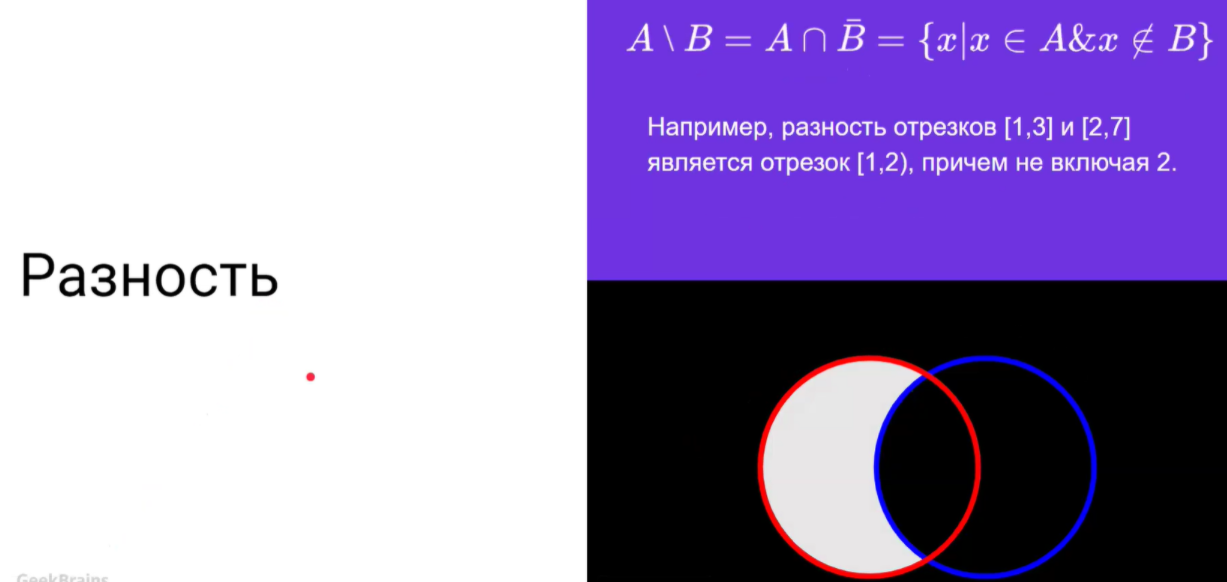 Разность
GeekBrains
A \ B = A ∩ B̄ = {x|x ∈ A&x ∉ B}
Например, разность отрезков [1,3] и [2,7]
является отрезок [1,2), причем не включая 2.